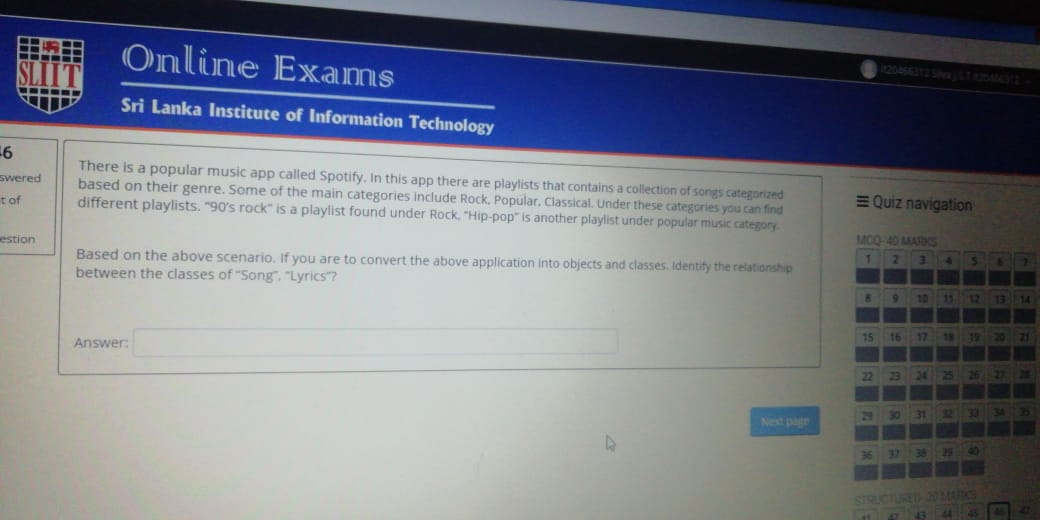 SLIIT
Online Exams
Sri Lanka Institute of Information Technology
it20466312 Silva
46
swered
t of
estion
There is a popular music app called Spotify. In this app there are playlists that contains a collection of songs categorized
based on their genre. Some of the main categories include Rock, Popular, Classical. Under these categories you can find
different playlists. "90's rock" is a playlist found under Rock, "Hip-pop" is another playlist under popular music category.
Based on the above scenario. If you are to convert the above application into objects and classes. Identify the relationship
between the classes of "Song", "Lyrics"?
Answer:
Next page
Quiz navigation
MCQ- 40 MARKS
1 2 3 4 5 6 7
8 9 10 11 12 13 14
15 16 17 18 19 20 21
22 23 24 25 26 27 28
29 30 31 32 33 34 35
36 37 38 39 40
STRUCTURED- 20 MARKS
41 42 43 44 45 46 47